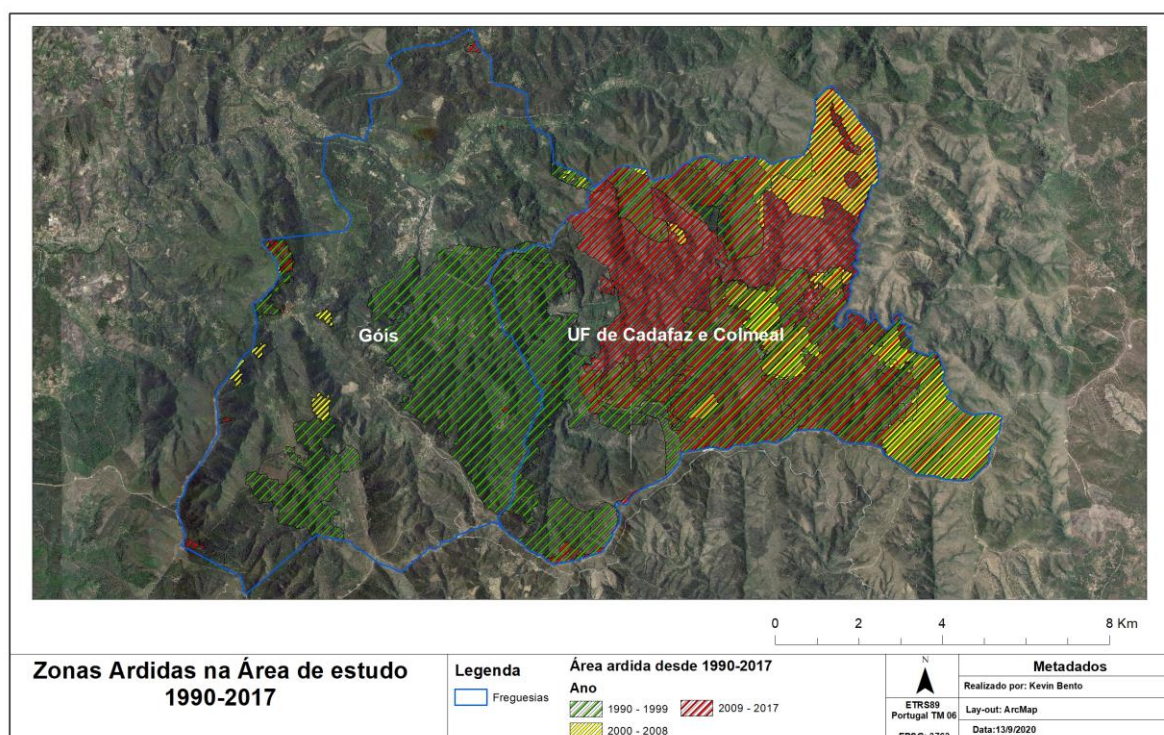 Góis
UF de Cadafaz e Colmeal
0 2 4 8 Km
Zonas Ardidas na Área de estudo
1990-2017
Legenda
Freguesias
Área ardida desde 1990-2017
Ano
1990 - 1999
2009 - 2017
2000 - 2008
N
ETRS89
Portugal TM 06
Metadados
Realizado por: Kevin Bento
Lay-out: ArcMap
Data:13/9/2020